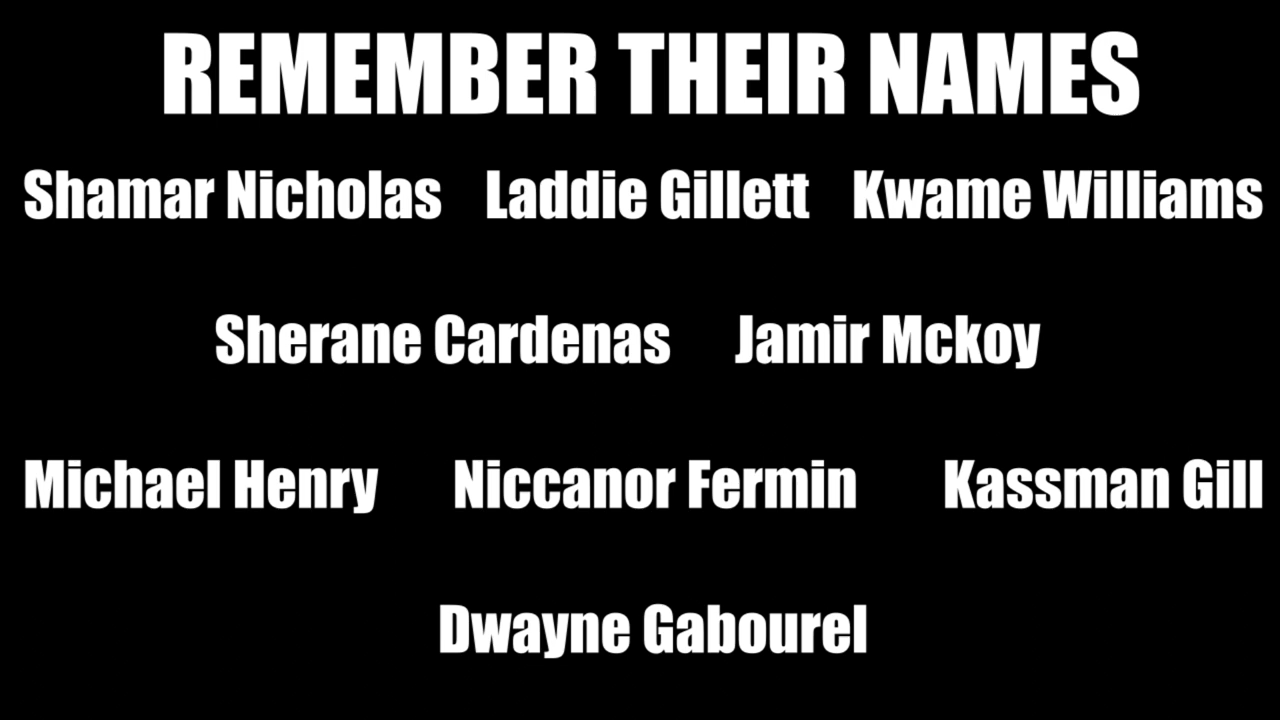 REMEMBER THEIR NAMES
Shamar Nicholas Laddie Gillett Kwame Williams
Sherane Cardenas Jamir Mckoy
Michael Henry Niccanor Fermin Kassman Gill
Dwayne Gabourel